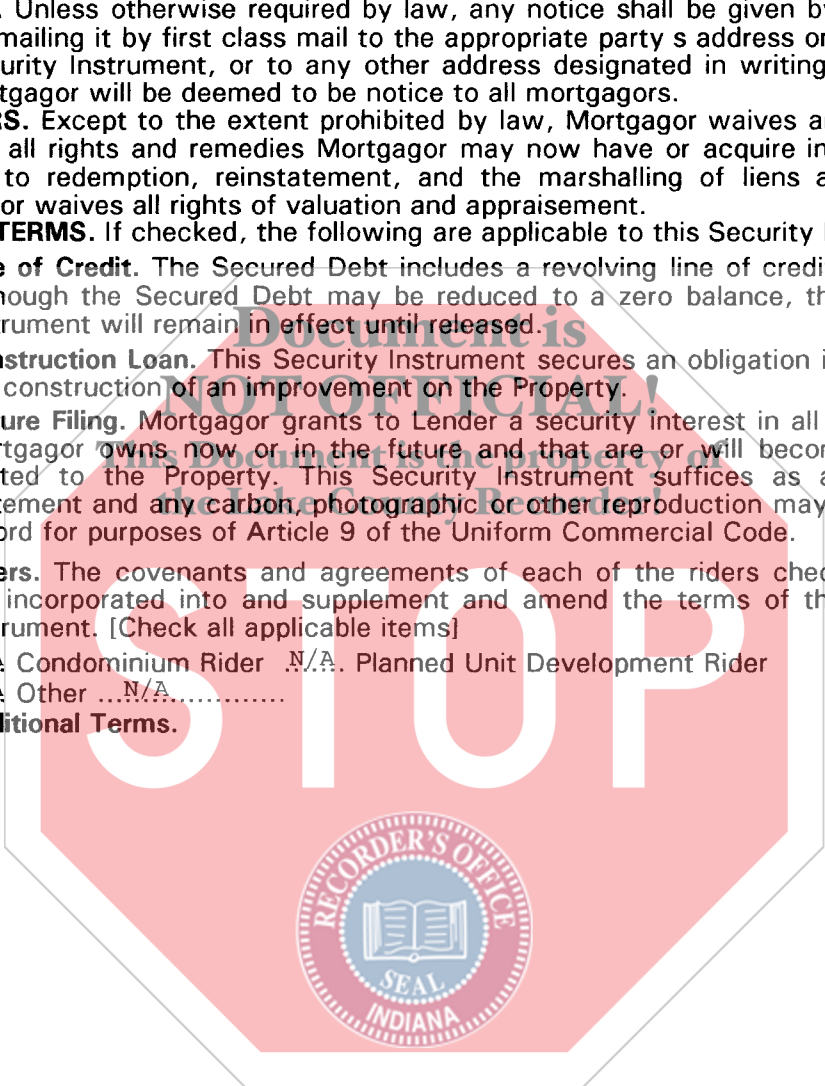 . Unless otherwise required by law, any notice shall be given by
mailing it by first class mail to the appropriate party s address on
urity Instrument, or to any other address designated in writing.
tgagor will be deemed to be notice to all mortgagors.
RS. Except to the extent prohibited by law, Mortgagor waives a
all rights and remedies Mortgagor may now have or acquire in
to redemption, reinstatement, and the marshalling of liens a
or waives all rights of valuation and appraisement.
TERMS. If checked, the following are applicable to this Security I
e of Credit. The Secured Debt includes a revolving line of credi
hough the Secured Debt may be reduced to a zero balance, th
trument will remain in effect until released.
Document is
nstruction Loan. This Security Instrument secures an obligation i
construction of an improvement on the Property.
NOT OFFICIAL!
ure Filing. Mortgagor grants to Lender a security interest in all
rtgagor owns now or in the future and that are or will becom
This Document is the property of
ted to the Property. This Security Instrument suffices as a
tement and any carbon, photographic or other reproduction may
the Lake County Recorder!
ord for purposes of Article 9 of the Uniform Commercial Code.
ers. The covenants and agreements of each of the riders chec
incorporated into and supplement and amend the terms of th
trument. [Check all applicable items]
Condominium Rider .N/A. Planned Unit Development Rider
Other ...N/A...............
litional Terms.
STOP
RECORDER'S OFFICE
SEAL
INDIANA